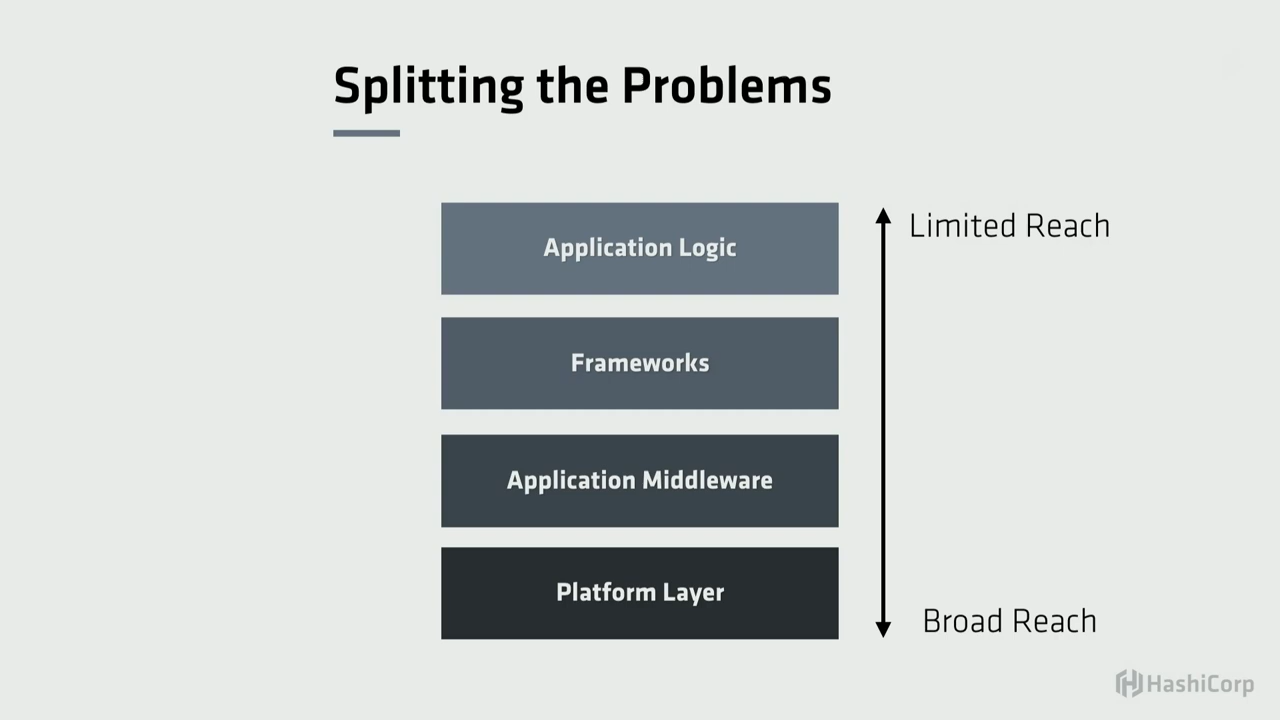 Splitting the Problems
Application Logic
Limited Reach
Frameworks
Application Middleware
Platform Layer
Broad Reach
HashiCorp